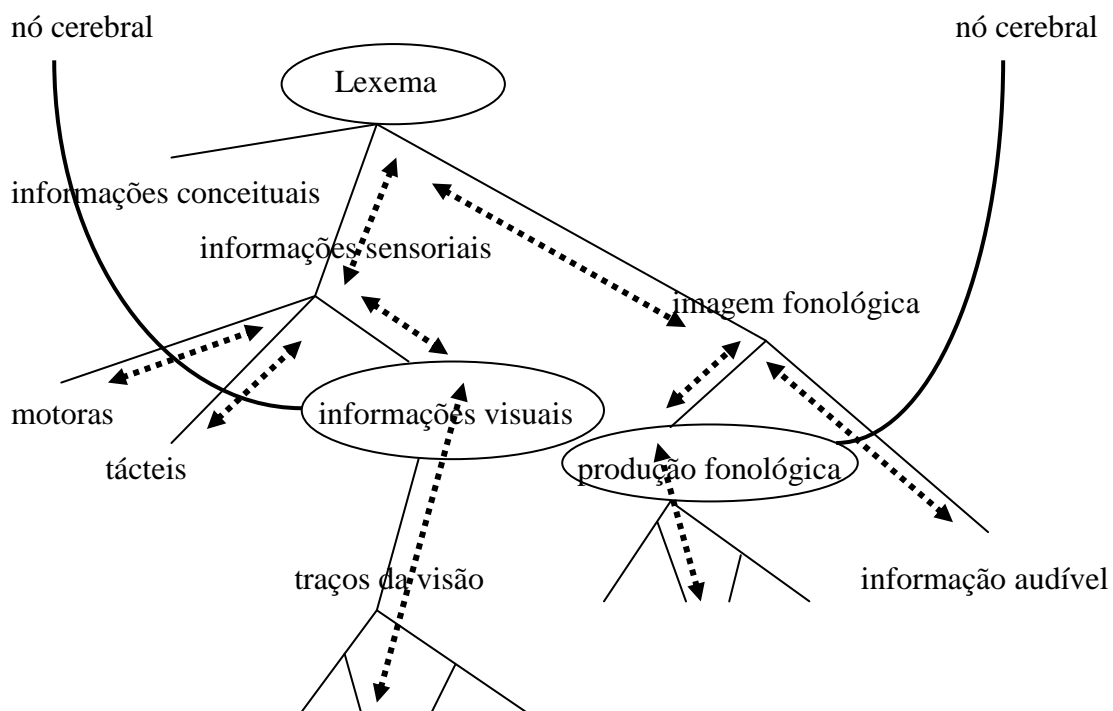 nó cerebral
nó cerebral
Lexema
informações conceituais
informações sensoriais
imagem fonológica
motoras
informações visuais
tácteis
produção fonológica
traços da visão
informação audível